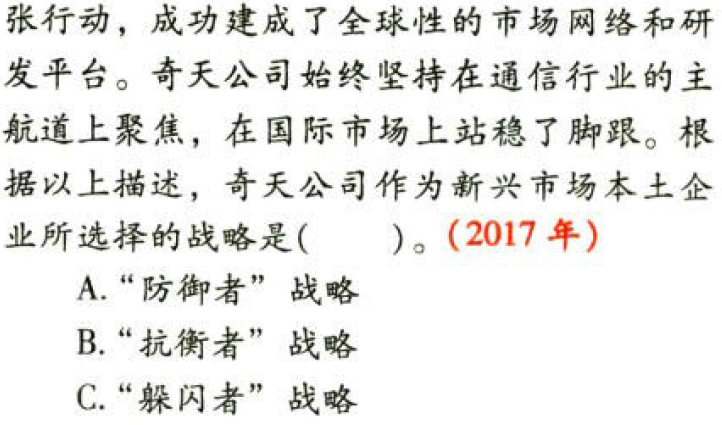 张行动，成功建成了全球性的市场网络和研
发平台。奇天公司始终坚持在通信行业的主
航道上聚焦，在国际市场上站稳了脚跟。根
据以上描述，奇天公司作为新兴市场本土企
业所选择的战略是(　　)。(2017 年)
A.“防御者”战略
B.“抗衡者”战略
C.“躲闪者”战略